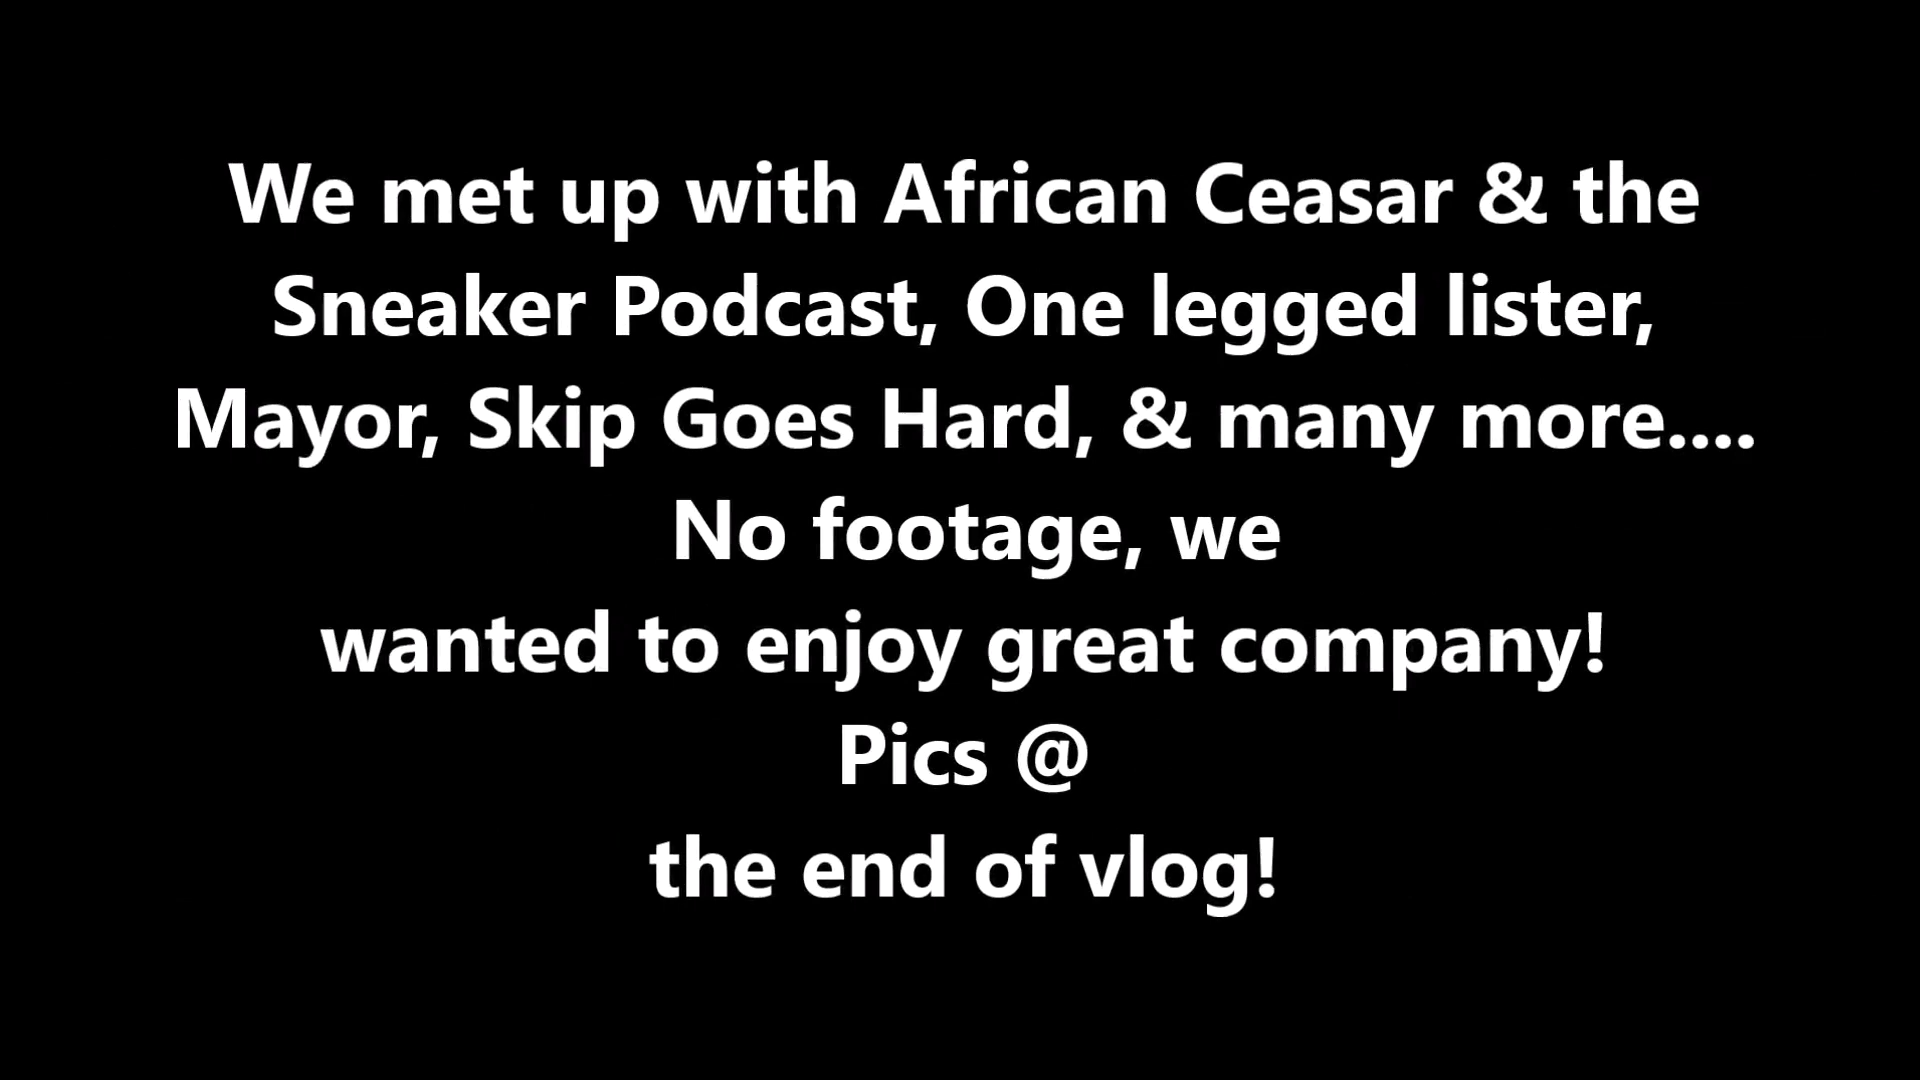 We met up with African Ceasar & the
Sneaker Podcast, One legged lister,
Mayor, Skip Goes Hard, & many more....
No footage, we
wanted to enjoy great company!
Pics @
the end of vlog!